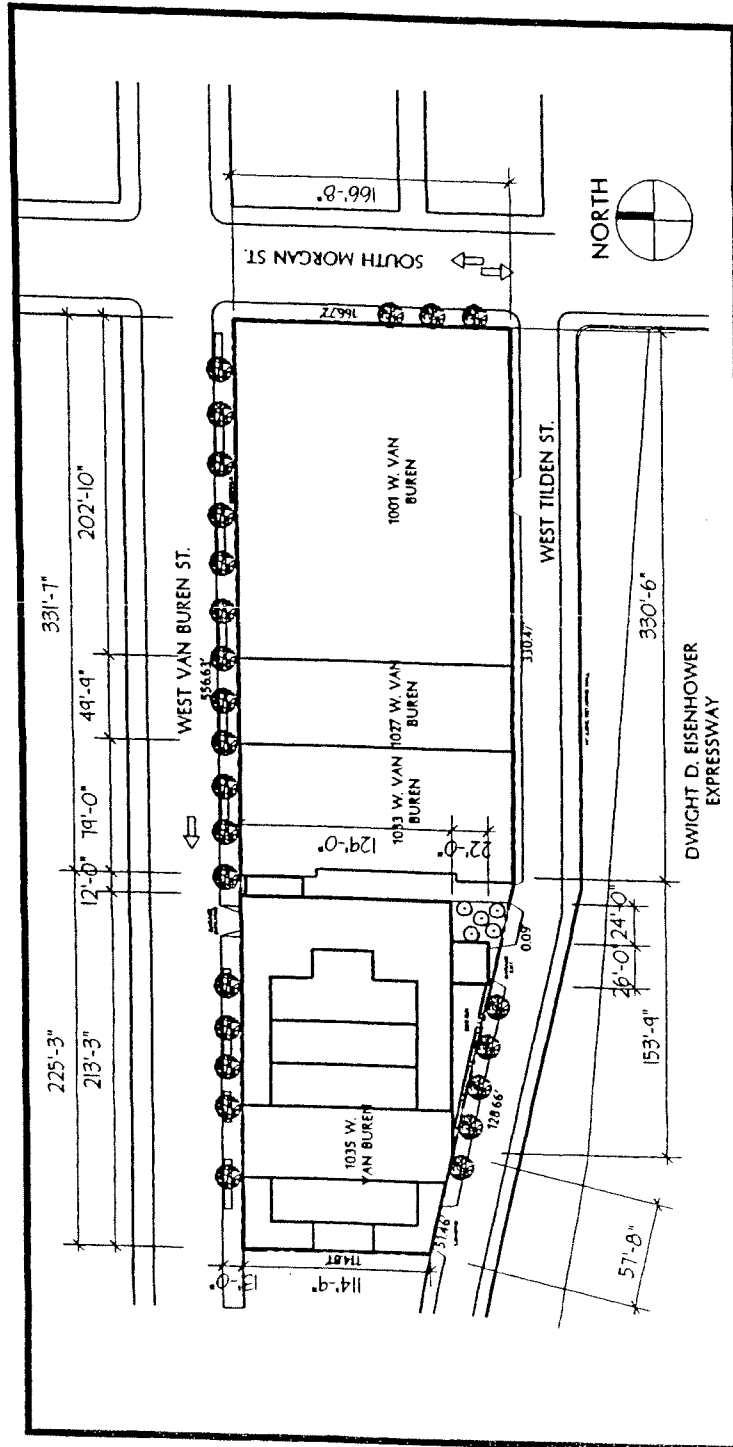 331'-7"
202'-10"
49'-9"
79'-0"
12'-0"
225'-3"
213'-3"
WEST VAN BUREN ST.
556.63'
166'-8"
SOUTH MORGAN ST.
166.72'
NORTH
1001 W. VAN
BUREN
1027 W. VAN
BUREN
1033 W. VAN
BUREN
129'-0"
22'-0"
1035 W.
VAN BUREN
114.81'
114'-9"
13'-0"
WEST TILDEN ST.
330.47'
0.09'
128.66'
51.46'
330'-6"
24'-0"
26'-0"
153'-9"
57'-8"
DWIGHT D. EISENHOWER
EXPRESSWAY